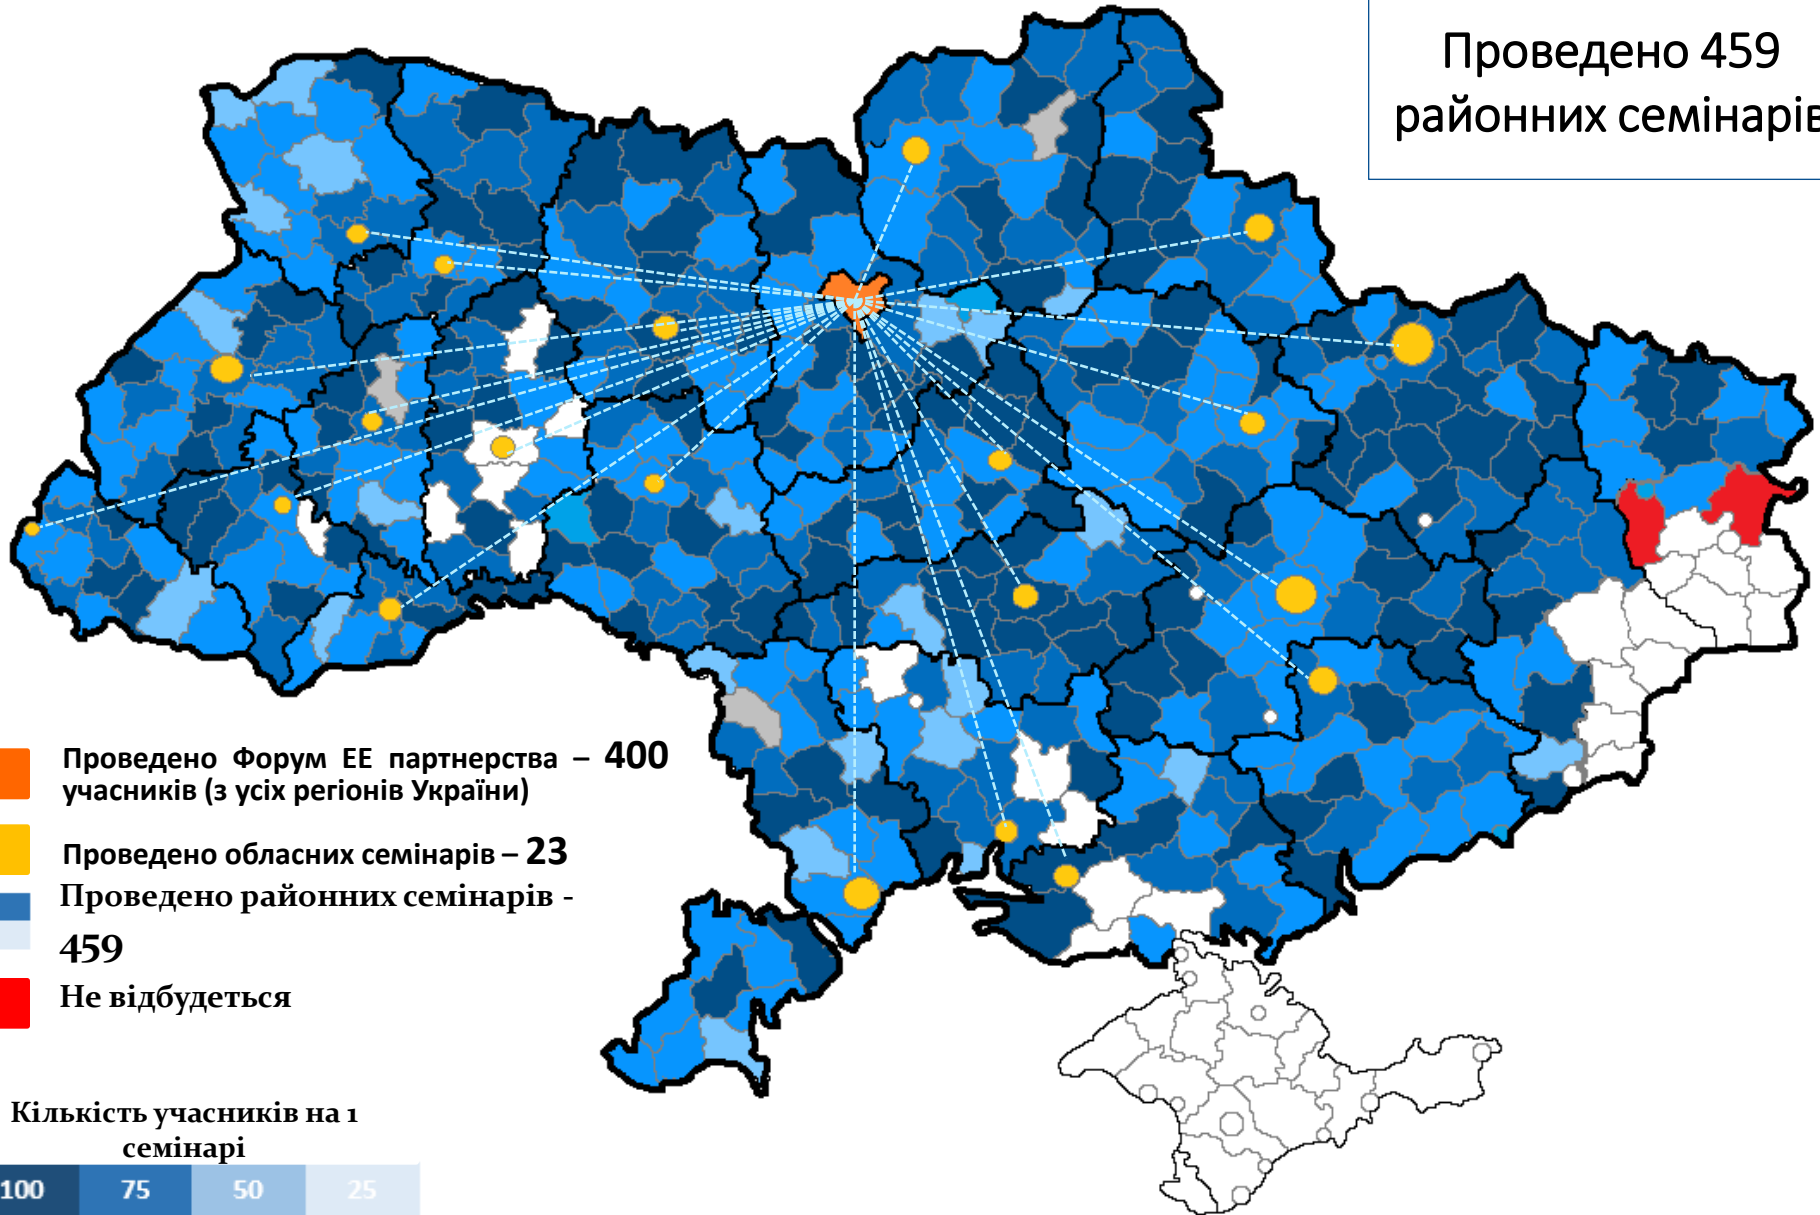 Проведено 459
районних семінарів
Проведено Форум ЕЕ партнерства – 400
учасників (з усіх регіонів України)
Проведено обласних семінарів – 23
Проведено районних семінарів -
459
Не відбудеться
Кількість учасників на 1
семінарі
100 75 50 25